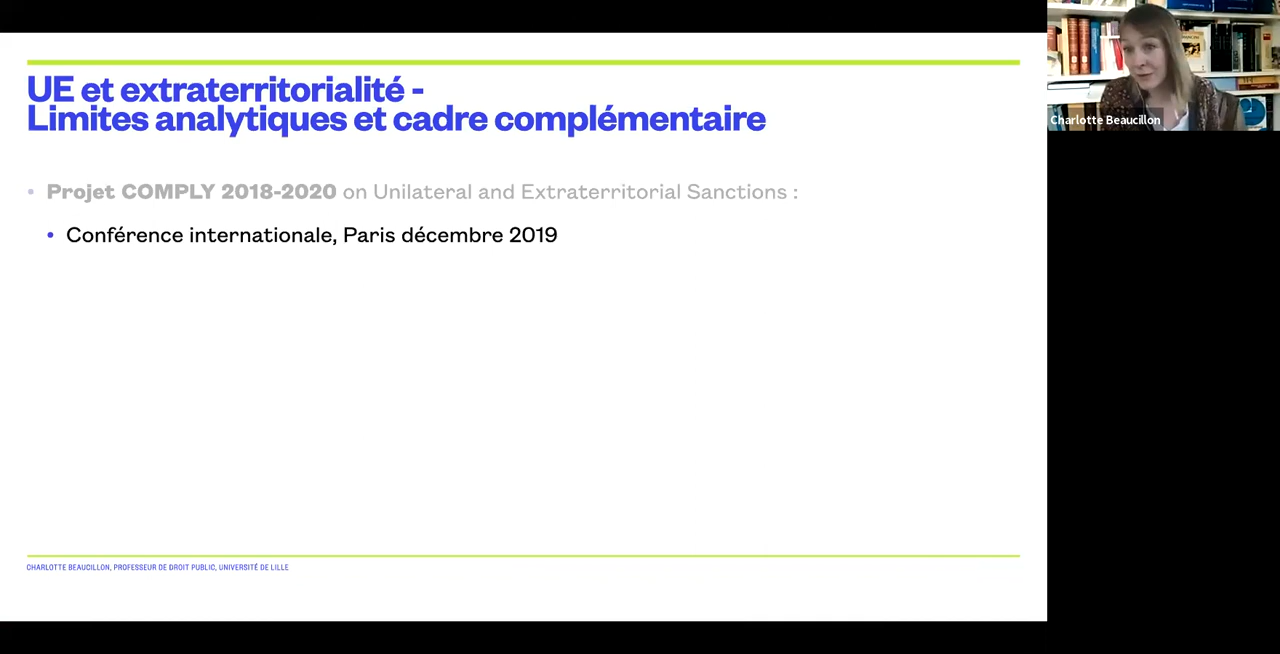 UE et extraterritorialité -
Limites analytiques et cadre complémentaire
• Projet COMPLY 2018-2020 on Unilateral and Extraterritorial Sanctions :
• Conférence internationale, Paris décembre 2019
CHARLOTTE BEAUCILLON, PROFESSEUR DE DROIT PUBLIC, UNIVERSITÉ DE LILLE
Charlotte Beaucillon